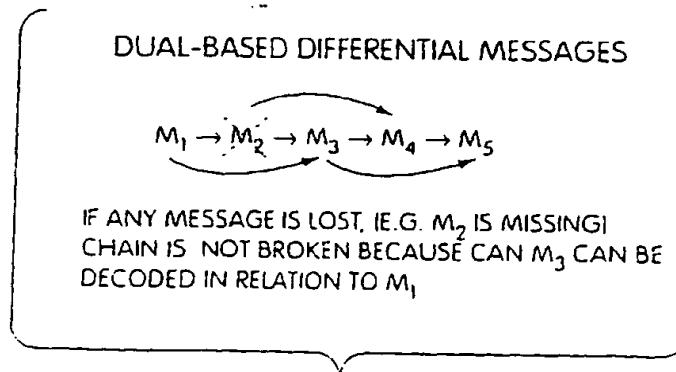 DUAL-BASED DIFFERENTIAL MESSAGES
M₁ → M₂ → M₃ → M₄ → M₅
IF ANY MESSAGE IS LOST, (E.G. M₂ IS MISSING)
CHAIN IS NOT BROKEN BECAUSE CAN M₃ CAN BE
DECODED IN RELATION TO M₁